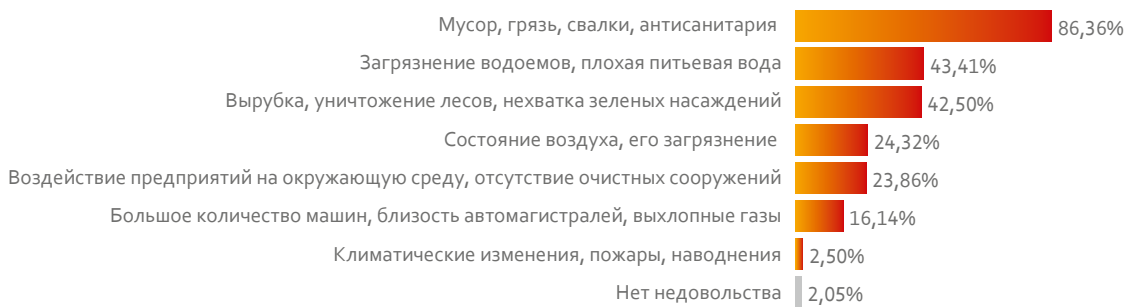 Мусор, грязь, свалки, антисанитария 86,36%
Загрязнение водоемов, плохая питьевая вода 43,41%
Вырубка, уничтожение лесов, нехватка зеленых насаждений 42,50%
Состояние воздуха, его загрязнение 24,32%
Воздействие предприятий на окружающую среду, отсутствие очистных сооружений 23,86%
Большое количество машин, близость автомагистралей, выхлопные газы 16,14%
Климатические изменения, пожары, наводнения 2,50%
Нет недовольства 2,05%